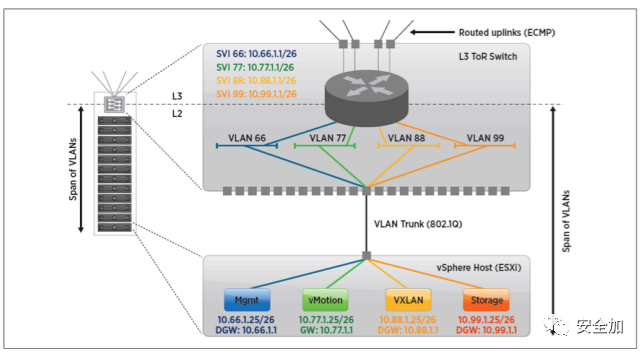 Routed uplinks (ECMP)
L3 ToR Switch
SVI 66: 10.66.1.1/26
SVI 77: 10.77.1.1/26
SVI 88: 10.88.1.1/26
SVI 99: 10.99.1.1/26
L3
L2
VLAN 66
VLAN 77
VLAN 88
VLAN 99
Span of VLANs
Span of VLANs
VLAN Trunk (802.1Q)
vSphere Host (ESXi)
Mgmt
vMotion
VXLAN
Storage
10.66.1.25/26
DGW: 10.66.1.1
10.77.1.25/26
GW: 10.77.1.1
10.88.1.25/26
DGW: 10.88.1.1
10.99.1.25/26
DGW: 10.99.1.1
安全加